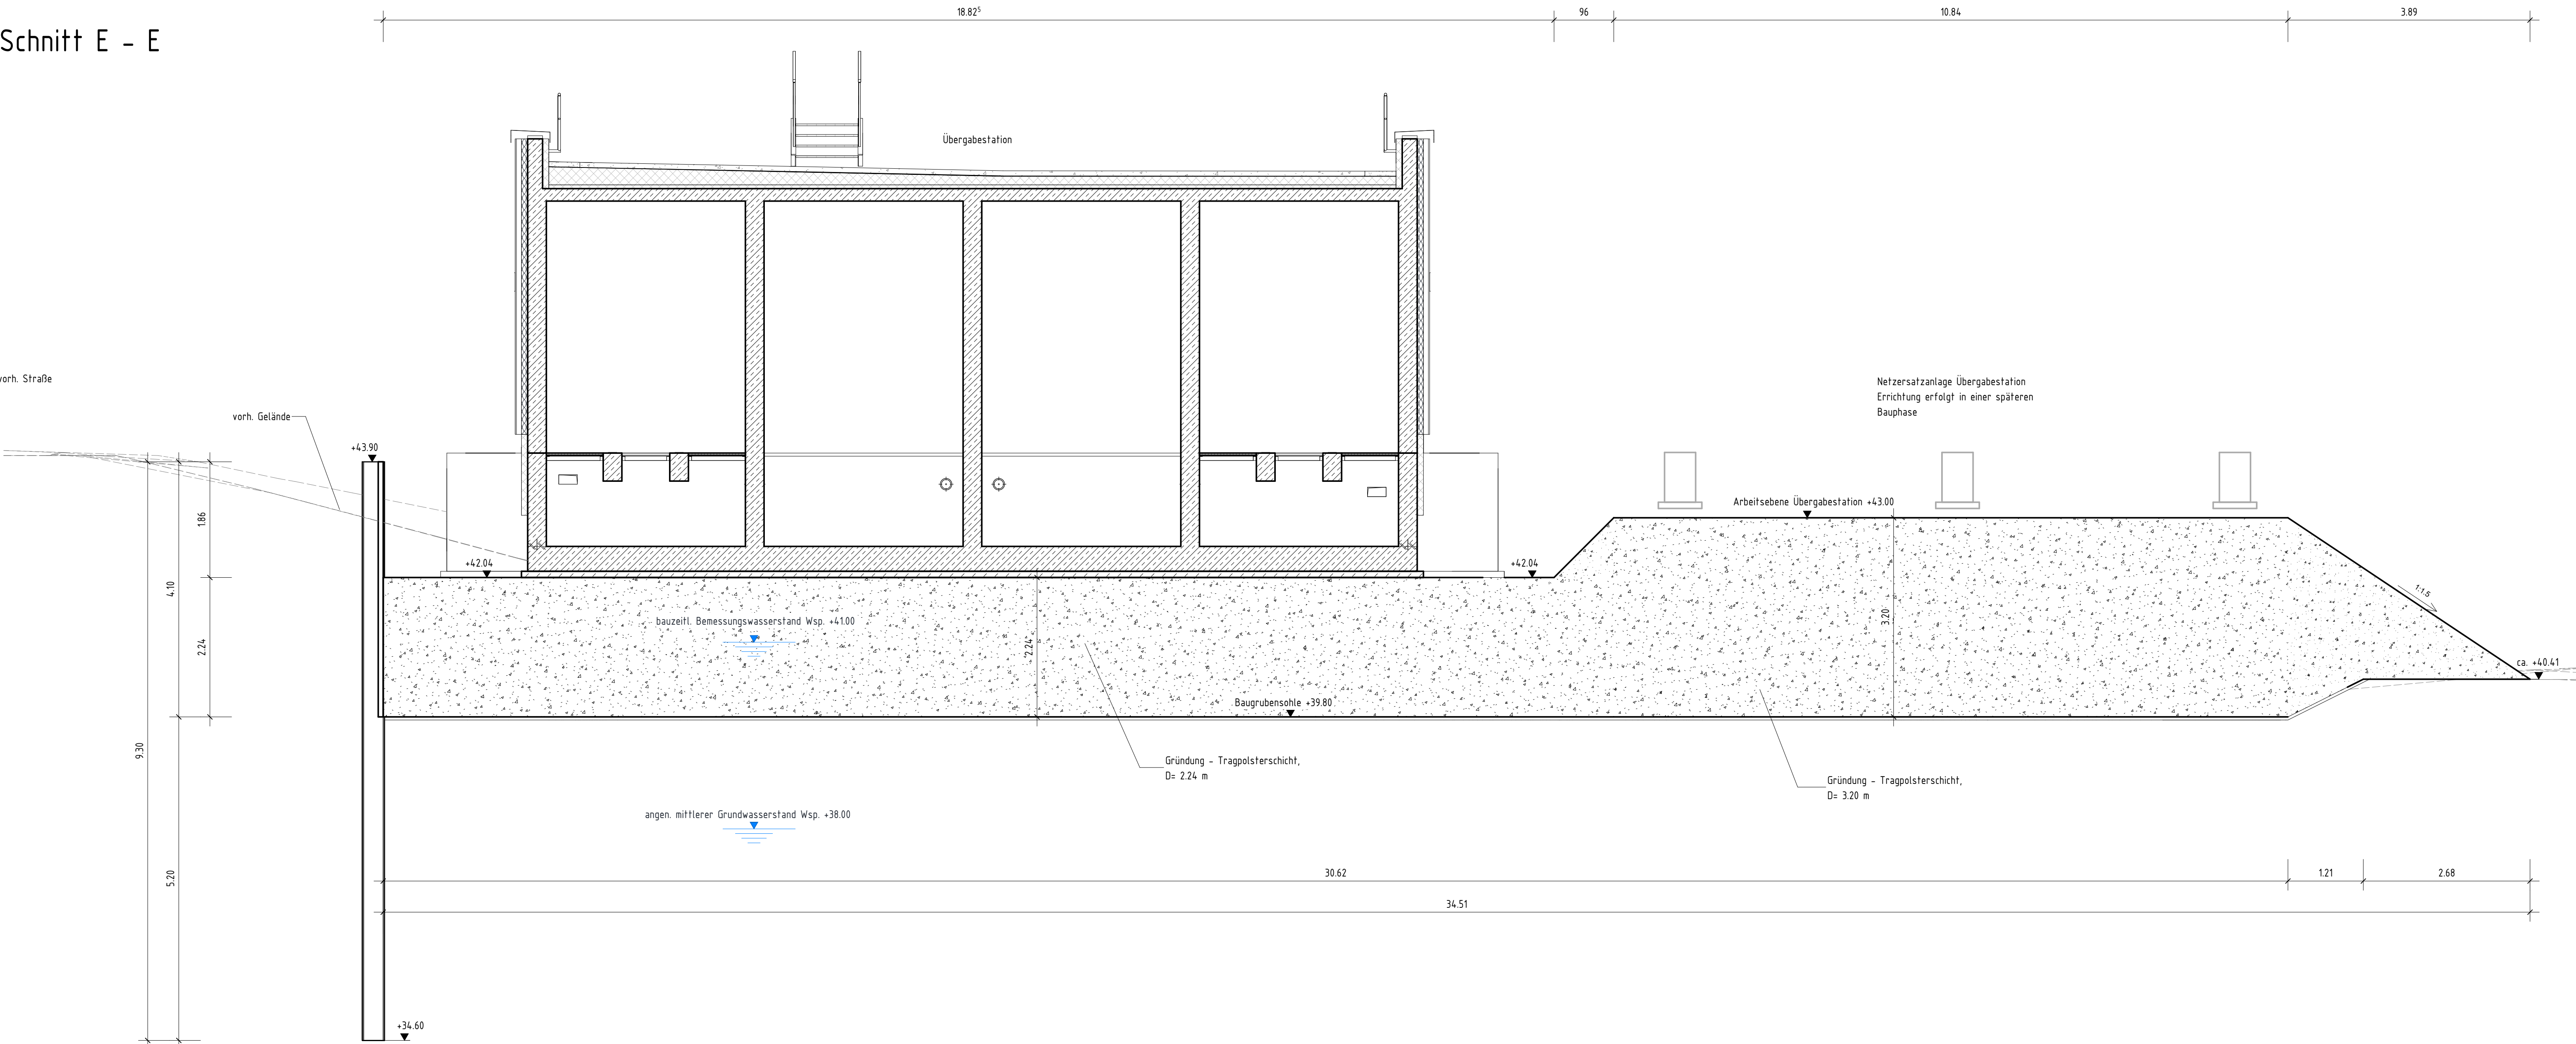 18.82⁵
96
10.84
3.89
Schnitt E - E
Übergabestation
vorh. Straße
Netzersatzanlage Übergabestation
Errichtung erfolgt in einer späteren
Bauphase
vorh. Gelände
+43.90
Arbeitsebene Übergabestation +43.00
1.86
+42.04
+42.04
4.10
1:1.5
2.24
bauzeitl. Bemessungswasserstand Wsp. +41.00
2.24
3.20
ca. +40.41
Baugrubensohle +39.80
9.30
Gründung - Tragpolsterschicht,
D= 2.24 m
Gründung - Tragpolsterschicht,
D= 3.20 m
angen. mittlerer Grundwasserstand Wsp. +38.00
5.20
30.62
1.21
2.68
34.51
+34.60